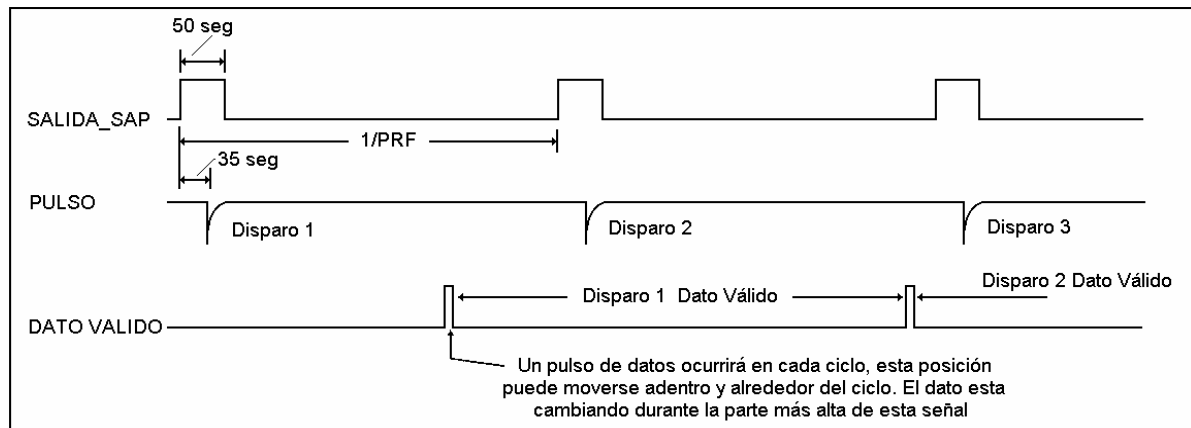 50 seg
SALIDA_SAP
1/PRF
35 seg
PULSO
Disparo 1
Disparo 2
Disparo 3
Disparo 1 Dato Válido
Disparo 2 Dato Válido
DATO VALIDO
Un pulso de datos ocurrirá en cada ciclo, esta posición
puede moverse adentro y alrededor del ciclo. El dato esta
cambiando durante la parte más alta de esta señal